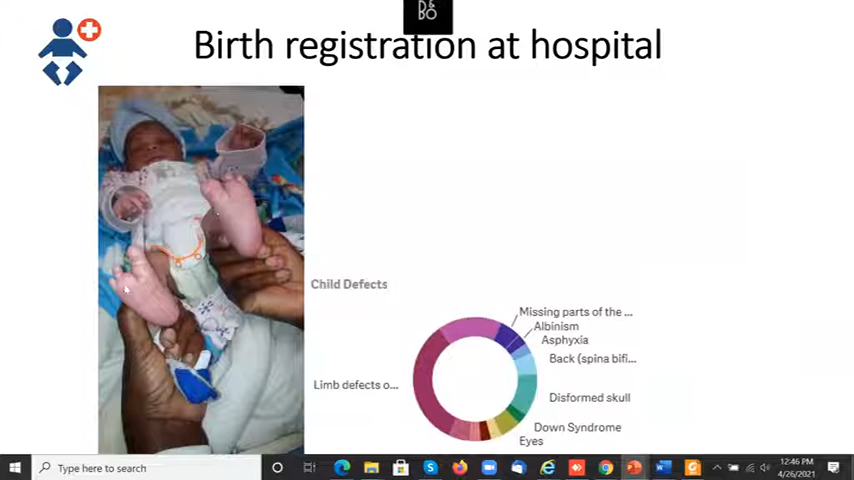 B&O
Birth registration at hospital
Child Defects
Missing parts of the ...
Albinism
Asphyxia
Back (spina bifi...
Limb defects o...
Disformed skull
Down Syndrome
Eyes
Type here to search
12:46 PM
4/26/2021